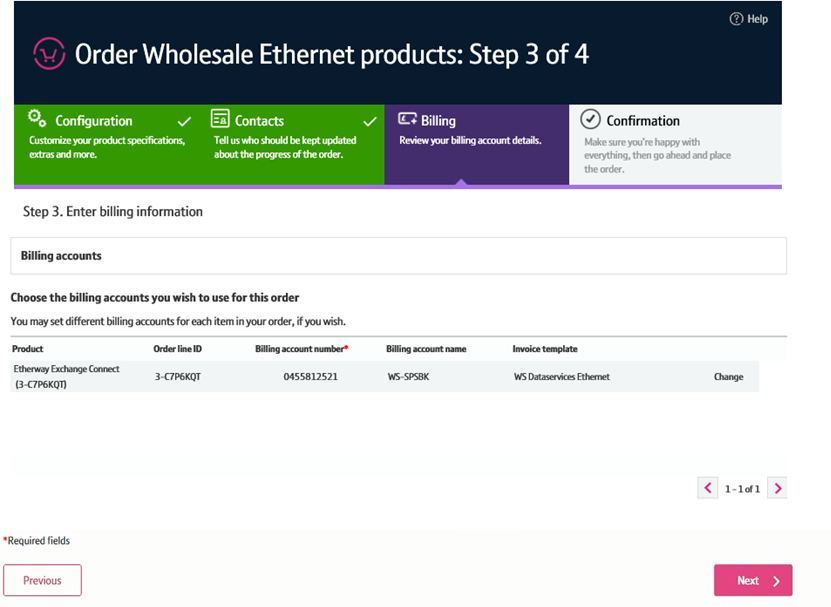 Help
Order Wholesale Ethernet products: Step 3 of 4
Configuration
Customize your product specifications,
extras and more.
Contacts
Tell us who should be kept updated
about the progress of the order.
Billing
Review your billing account details.
Confirmation
Make sure you're happy with
everything, then go ahead and place
the order.
Step 3. Enter billing information
Billing accounts
Choose the billing accounts you wish to use for this order
You may set different billing accounts for each item in your order, if you wish.
Product Order line ID Billing account number* Billing account name Invoice template
Etherway Exchange Connect
(3-C7P6KQT) 3-C7P6KQT 0455812521 WS-SPSBK WS Dataservices Ethernet Change
1 - 1 of 1
*Required fields
Previous
Next